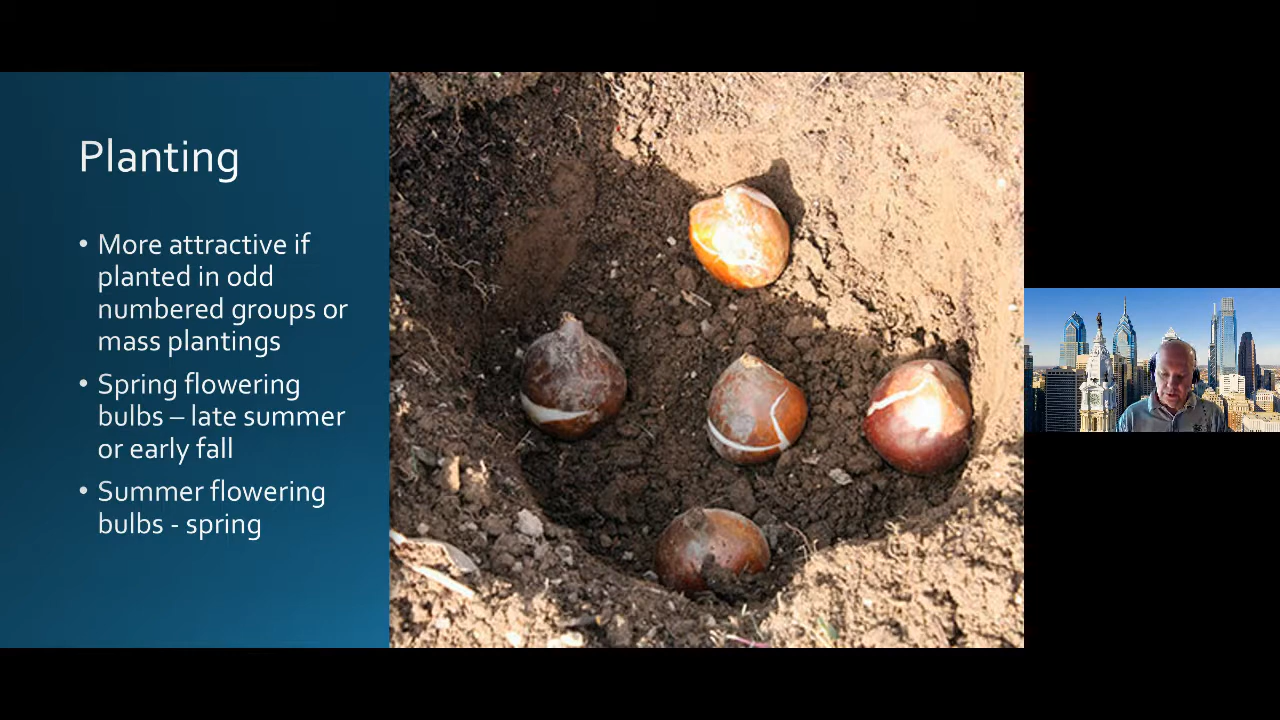 Planting
• More attractive if
planted in odd
numbered groups or
mass plantings
• Spring flowering
bulbs – late summer
or early fall
• Summer flowering
bulbs - spring